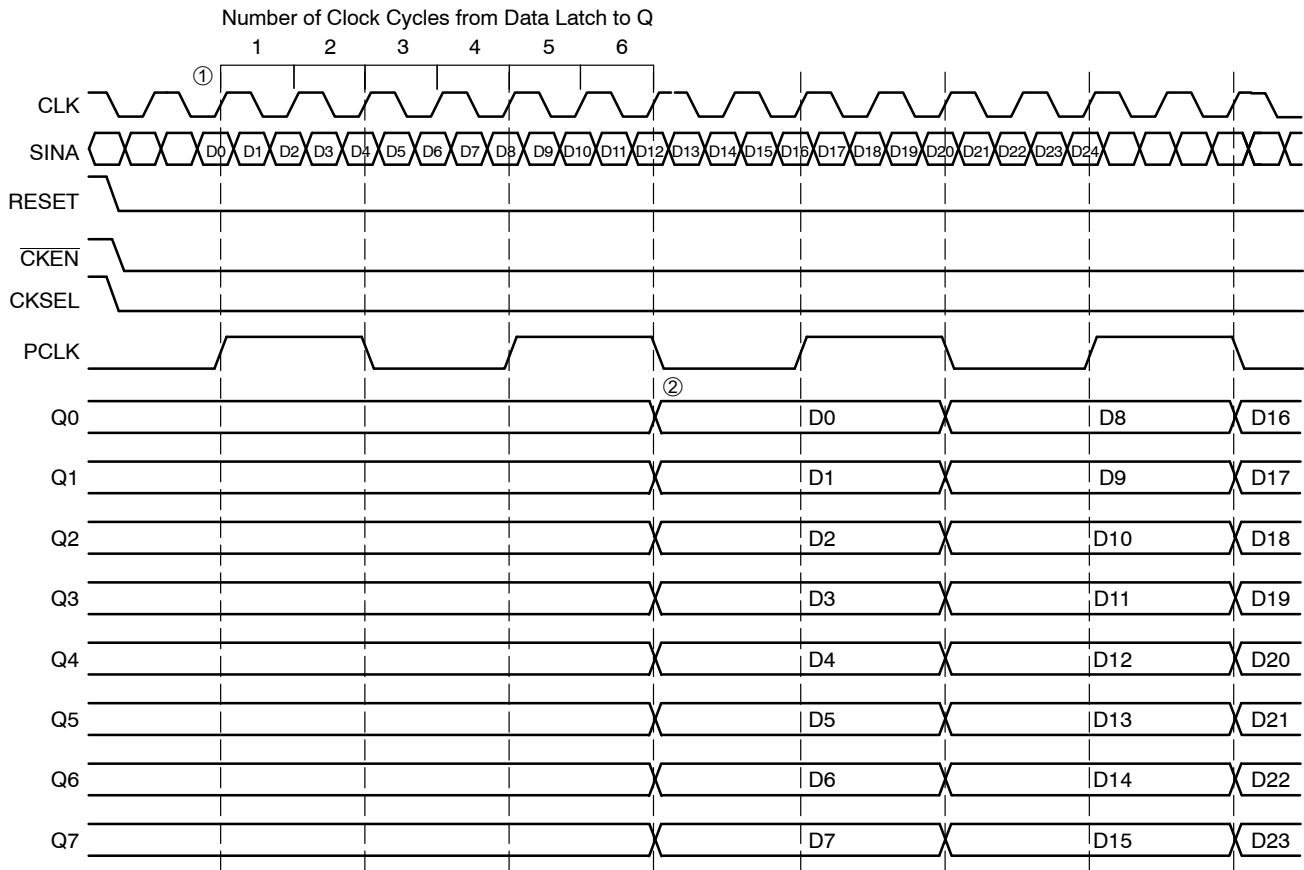 Number of Clock Cycles from Data Latch to Q
1 2 3 4 5 6
①
CLK
SINA D0 D1 D2 D3 D4 D5 D6 D7 D8 D9 D10 D11 D12 D13 D14 D15 D16 D17 D18 D19 D20 D21 D22 D23 D24
RESET
CKEN
CKSEL
PCLK
②
Q0 D0 D8 D16
Q1 D1 D9 D17
Q2 D2 D10 D18
Q3 D3 D11 D19
Q4 D4 D12 D20
Q5 D5 D13 D21
Q6 D6 D14 D22
Q7 D7 D15 D23